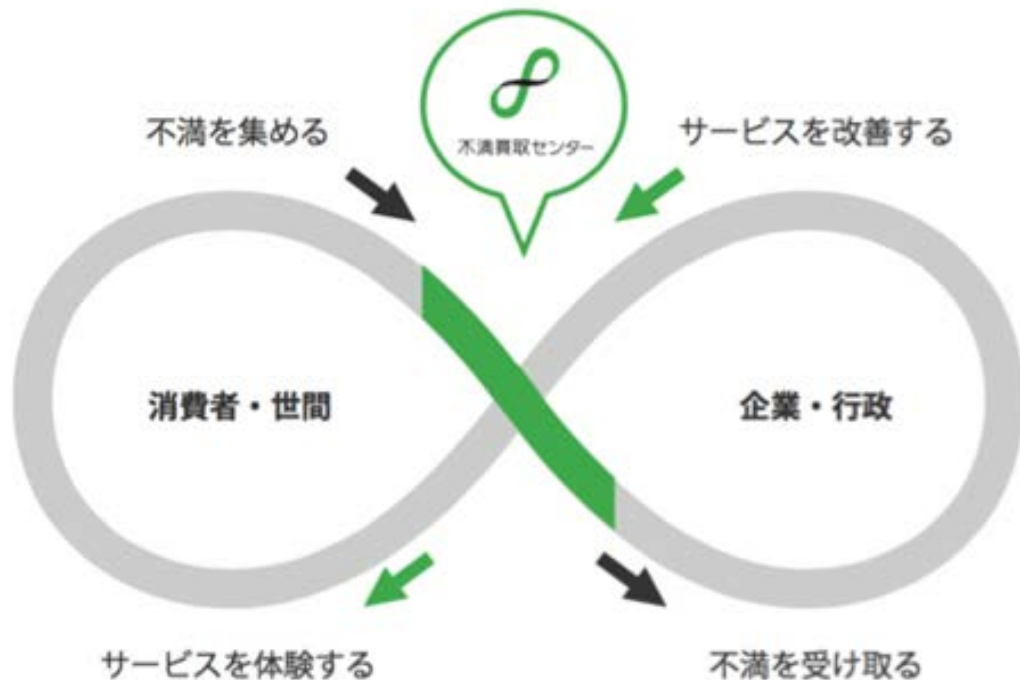 不満買取センター
不満を集める
サービスを改善する
消費者・世間
企業・行政
サービスを体験する
不満を受け取る